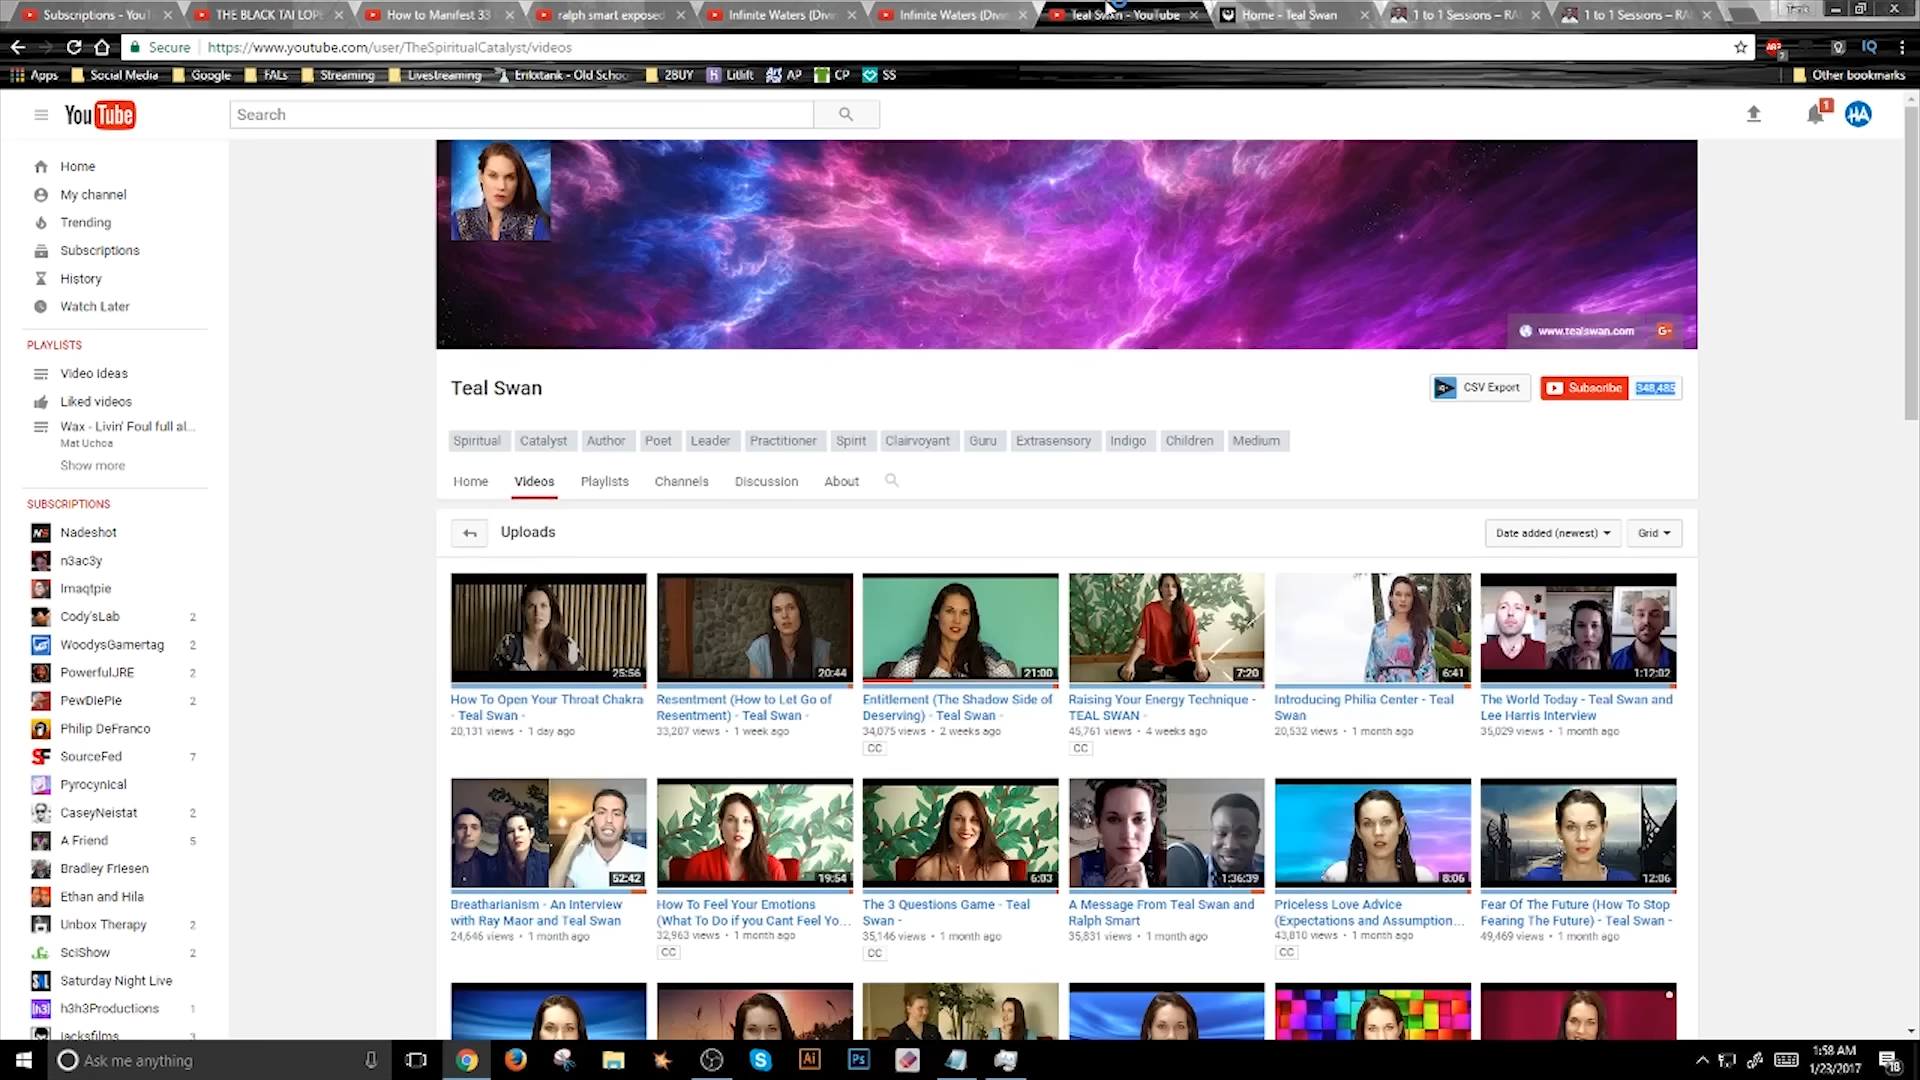 Subscriptions - YouT
THE BLACK TAI LOPE
How to Manifest 33
ralph smart exposed
Infinite Waters (Divi
Infinite Waters (Divi
Teal Swan - YouTube
Home - Teal Swan
1 to 1 Sessions – RA
1 to 1 Sessions – RA
Secure
https://www.youtube.com/user/TheSpiritualCatalyst/videos
Apps
Social Media
Google
FALs
Streaming
Livestreaming
2BUY
AP
CP
SS
Other bookmarks
YouTube
Search
1
HA
Home
My channel
Trending
Subscriptions
History
Watch Later
PLAYLISTS
Video Ideas
Liked videos
Wax - Livin' Foul full al...
Mat Uchoa
Show more
SUBSCRIPTIONS
Nadeshot
n3ac3y
Imaqtpie
Cody'sLab 2
WoodysGamertag 2
PowerfulJRE 2
PewDiePie 2
Philip DeFranco
SourceFed 7
Pyrocynical
CaseyNeistat 2
A Friend 5
Bradley Friesen
Ethan and Hila
Unbox Therapy 2
SciShow 2
Saturday Night Live
h3h3Productions 1
jacksfilms 3
www.tealswan.com
G+
Teal Swan
CSV Export
Subscribe
348,485
Spiritual Catalyst Author Poet Leader Practitioner Spirit Clairvoyant Guru Extrasensory Indigo Children Medium
Home Videos Playlists Channels Discussion About
Uploads
Date added (newest)
Grid
25:56
How To Open Your Throat Chakra
- Teal Swan -
20,131 views • 1 day ago
20:44
Resentment (How to Let Go of
Resentment) - Teal Swan -
33,207 views • 1 week ago
21:00
Entitlement (The Shadow Side of
Deserving) - Teal Swan -
34,075 views • 2 weeks ago
CC
7:20
Raising Your Energy Technique -
TEAL SWAN -
45,761 views • 4 weeks ago
CC
6:41
Introducing Philia Center - Teal
Swan
20,532 views • 1 month ago
1:12:02
The World Today - Teal Swan and
Lee Harris Interview
35,029 views • 1 month ago
52:42
Breatharianism - An Interview
with Ray Maor and Teal Swan
24,646 views • 1 month ago
19:54
How To Feel Your Emotions
(What To Do if you Cant Feel Yo...
32,963 views • 1 month ago
CC
6:03
The 3 Questions Game - Teal
Swan -
35,146 views • 1 month ago
CC
1:36:39
A Message From Teal Swan and
Ralph Smart
35,831 views • 1 month ago
8:06
Priceless Love Advice
(Expectations and Assumption...
43,810 views • 1 month ago
CC
12:06
Fear Of The Future (How To Stop
Fearing The Future) - Teal Swan -
49,469 views • 1 month ago
Ask me anything
Ai
Ps
1:58 AM
1/23/2017
18